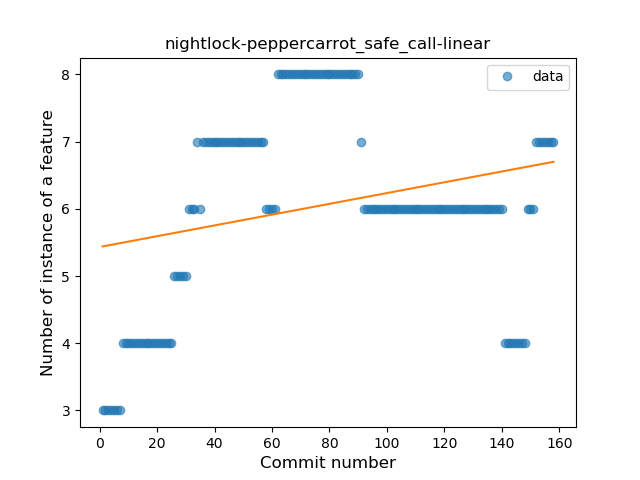 nightlock-peppercarrot_safe_call-linear
data
Number of instance of a feature
8
7
6
5
4
3
0 20 40 60 80 100 120 140 160
Commit number